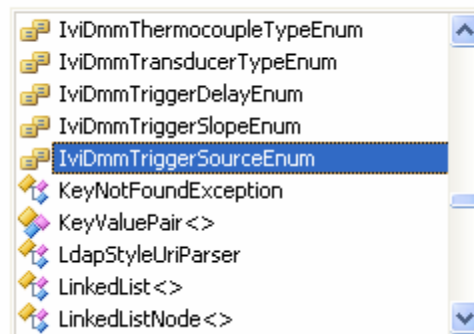 IviDmmThermocoupleTypeEnum
IviDmmTransducerTypeEnum
IviDmmTriggerDelayEnum
IviDmmTriggerSlopeEnum
IviDmmTriggerSourceEnum
KeyNotFoundException
KeyValuePair<>
LdapStyleUriParser
LinkedList<>
LinkedListNode<>